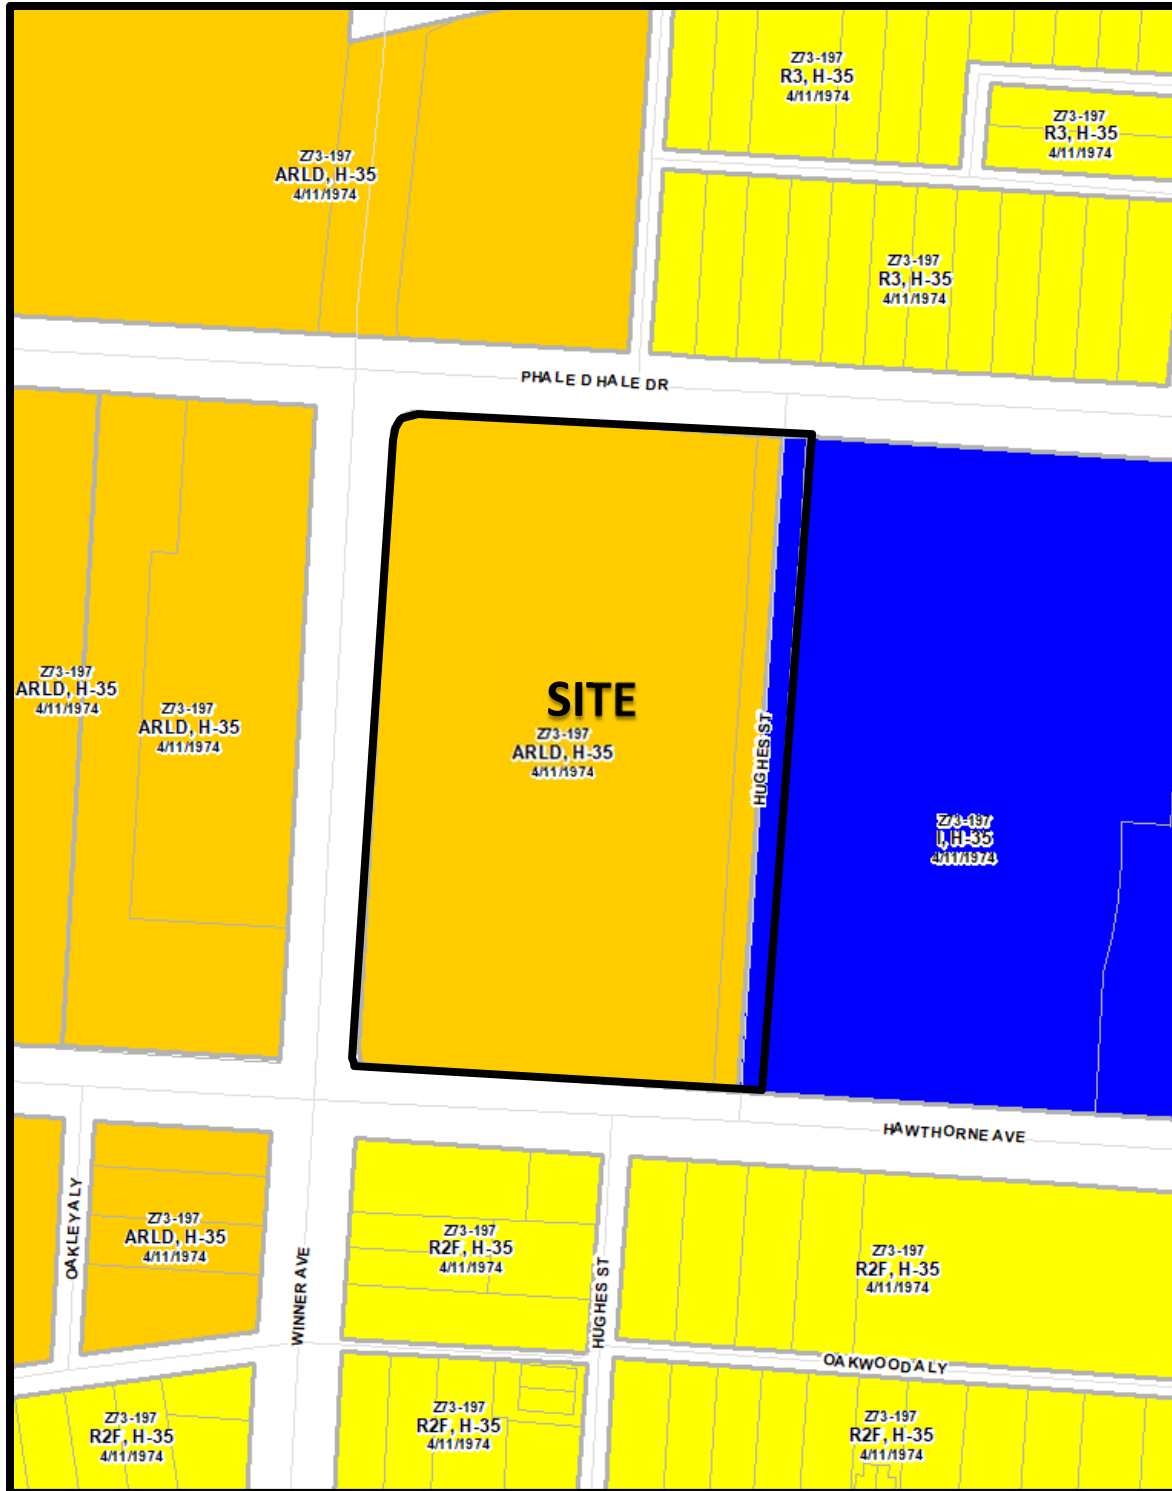 Z73-197
R3, H-35
4/11/1974
Z73-197
R3, H-35
4/11/1974
Z73-197
ARLD, H-35
4/11/1974
Z73-197
R3, H-35
4/11/1974
PHALE D HALE DR
Z73-197
ARLD, H-35
4/11/1974
Z73-197
ARLD, H-35
4/11/1974
SITE
Z73-197
ARLD, H-35
4/11/1974
HUGHES ST
Z73-197
I, H-35
4/11/1974
HAWTHORNE AVE
OAKLEY ALY
Z73-197
ARLD, H-35
4/11/1974
WINNER AVE
Z73-197
R2F, H-35
4/11/1974
HUGHES ST
Z73-197
R2F, H-35
4/11/1974
OAKWOOD ALY
Z73-197
R2F, H-35
4/11/1974
Z73-197
R2F, H-35
4/11/1974
Z73-197
R2F, H-35
4/11/1974